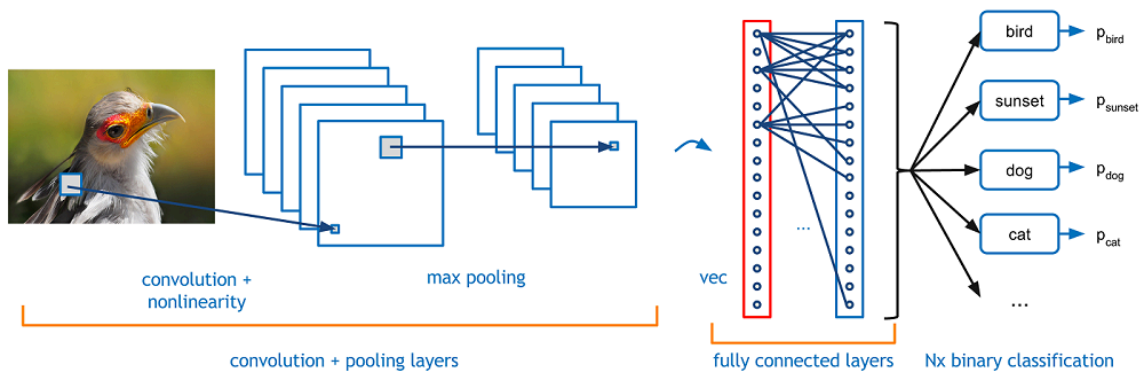 bird
p_bird
sunset
p_sunset
dog
p_dog
cat
p_cat
...
...
convolution +
nonlinearity
max pooling
vec
convolution + pooling layers
fully connected layers
Nx binary classification